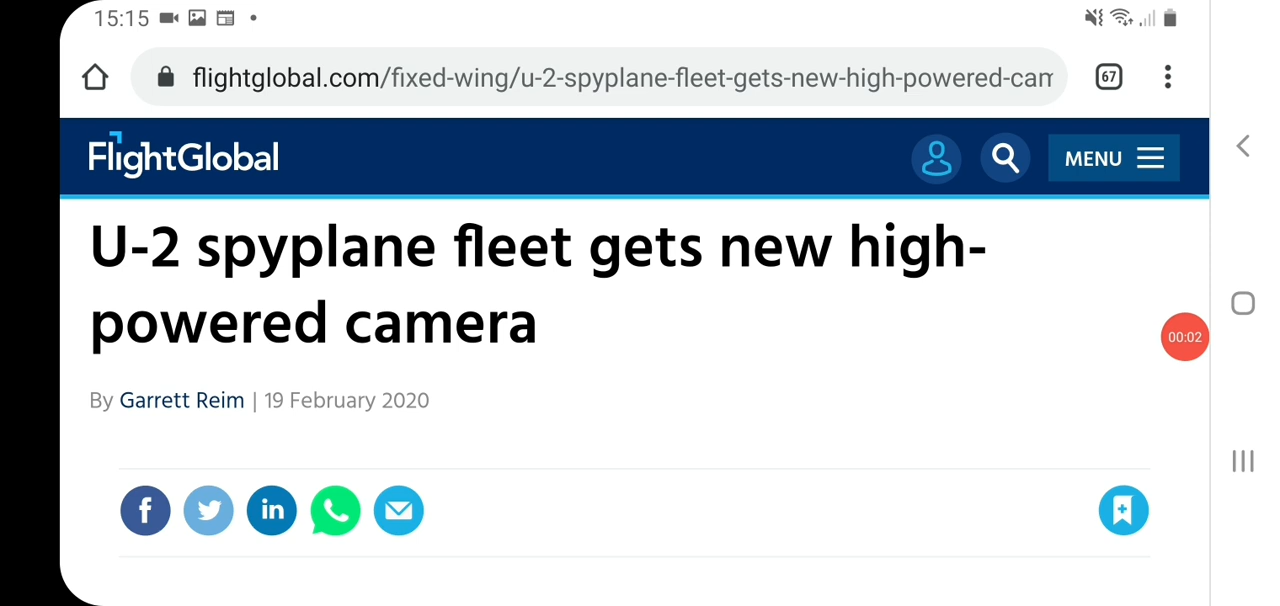 15:15
flightglobal.com/fixed-wing/u-2-spyplane-fleet-gets-new-high-powered-cam
67
FlightGlobal
MENU
U-2 spyplane fleet gets new high-
powered camera
00:02
By Garrett Reim | 19 February 2020
f
in